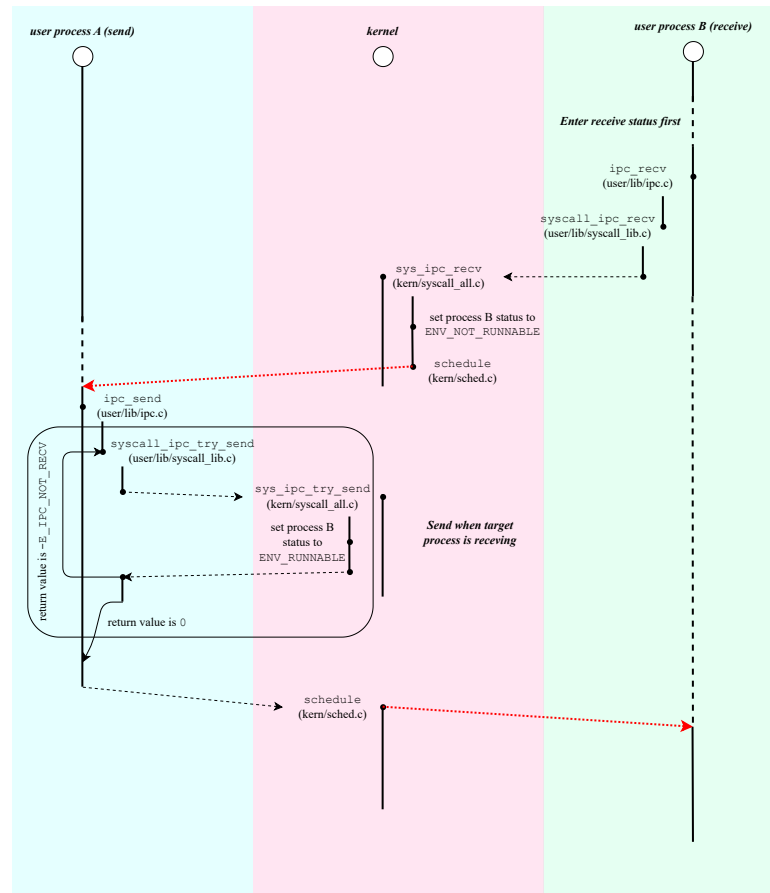 user process A (send)
kernel
user process B (receive)
Enter receive status first
ipc_recv
(user/lib/ipc.c)
syscall_ipc_recv
(user/lib/syscall_lib.c)
sys_ipc_recv
(kern/syscall_all.c)
set process B status to
ENV_NOT_RUNNABLE
schedule
(kern/sched.c)
ipc_send
(user/lib/ipc.c)
syscall_ipc_try_send
(user/lib/syscall_lib.c)
return value is -E_IPC_NOT_RECV
sys_ipc_try_send
(kern/syscall_all.c)
set process B
status to
ENV_RUNNABLE
Send when target
process is receving
return value is 0
schedule
(kern/sched.c)